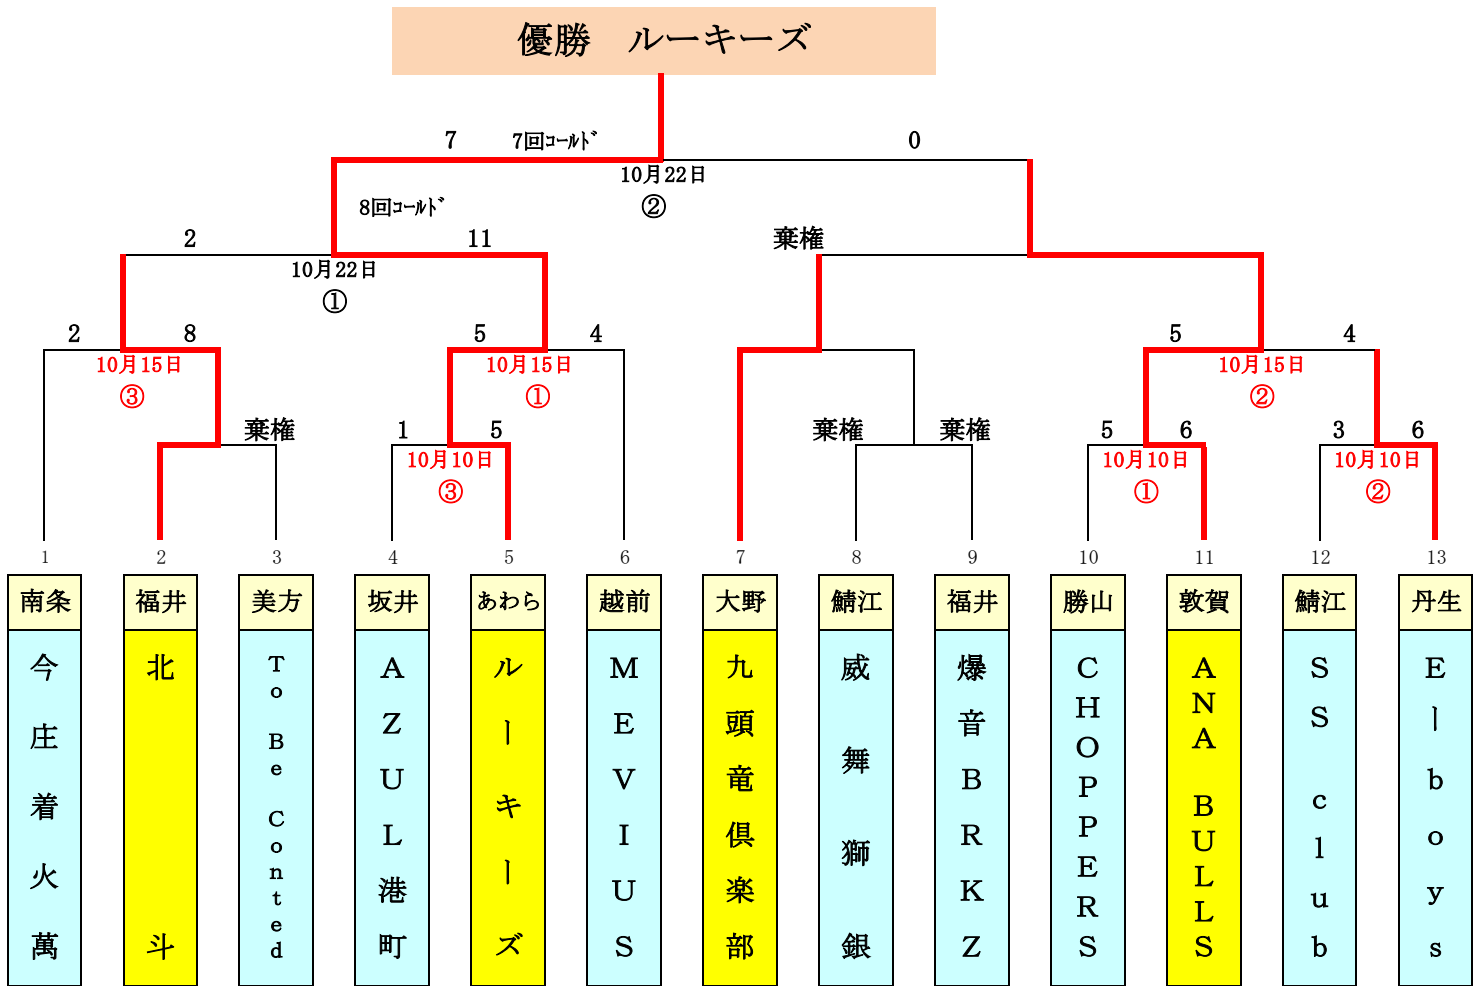 優勝　ルーキーズ
7　7回ｺｰﾙﾄﾞ　0
10月22日
②
8回ｺｰﾙﾄﾞ
2　11　棄権
10月22日
①
2　8　5　4　5　4
10月15日　10月15日　10月15日
③　①　②
棄権　1　5　棄権　棄権　5　6　3　6
10月10日　10月10日　10月10日
③　①　②
1　2　3　4　5　6　7　8　9　10　11　12　13
南条　福井　美方　坂井　あわら　越前　大野　鯖江　福井　勝山　敦賀　鯖江　丹生
今庄着火萬
北斗
To Be Conted
AZUL港町
ルーキーズ
MEVIUS
九頭竜倶楽部
威舞獅銀
爆音BRKZ
CHOPPERS
ANA BULLS
SS club
Eーboys